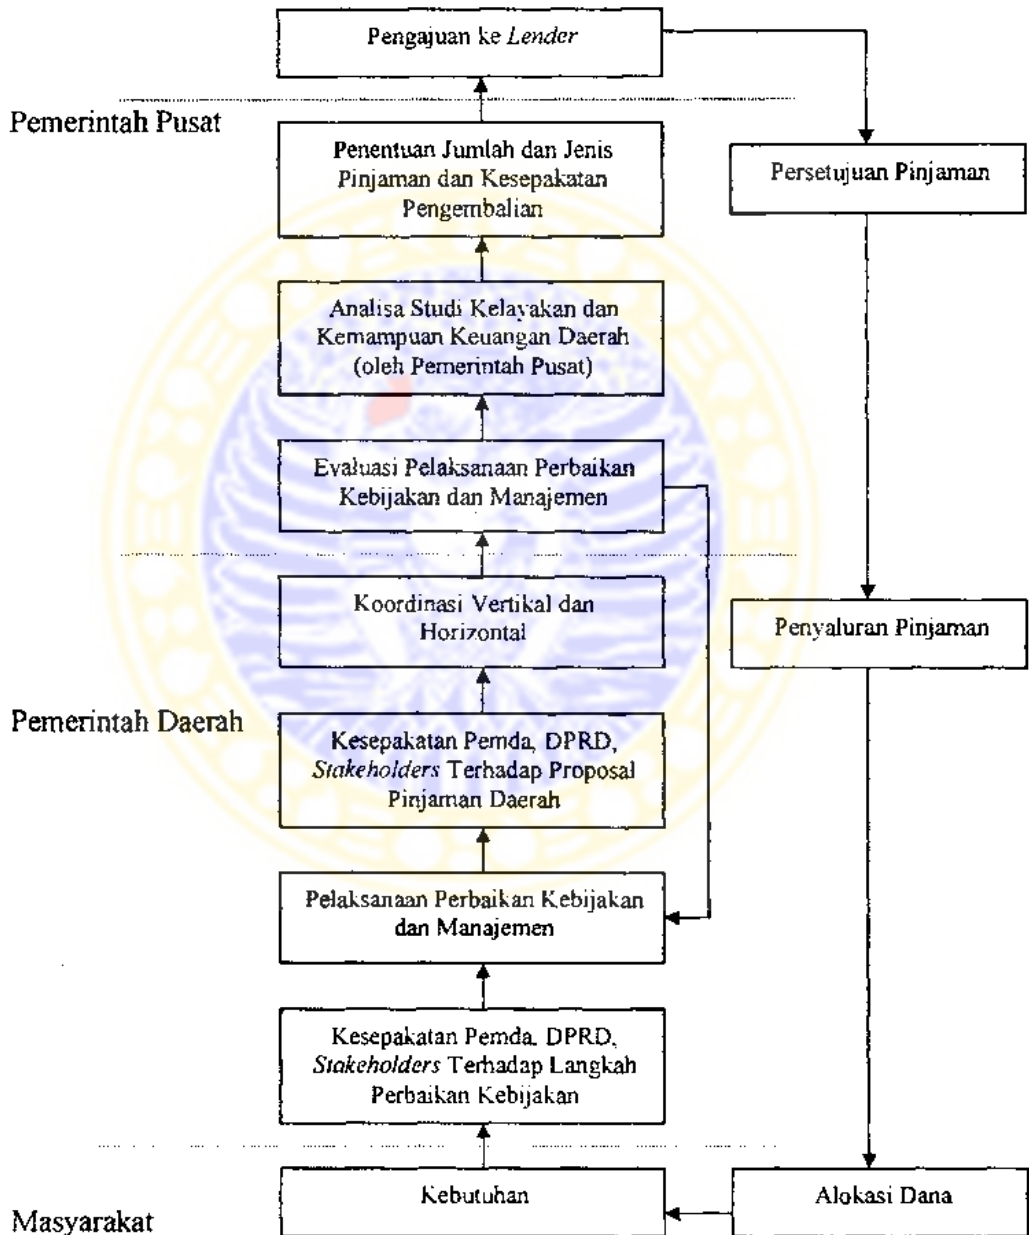 Pengajuan ke Lender
Pemerintah Pusat
Penentuan Jumlah dan Jenis
Pinjaman dan Kesepakatan
Pengembalian
Persetujuan Pinjaman
Analisa Studi Kelayakan dan
Kemampuan Keuangan Daerah
(oleh Pemerintah Pusat)
Evaluasi Pelaksanaan Perbaikan
Kebijakan dan Manajemen
Koordinasi Vertikal dan
Horizontal
Penyaluran Pinjaman
Pemerintah Daerah
Kesepakatan Pemda, DPRD,
Stakeholders Terhadap Proposal
Pinjaman Daerah
Pelaksanaan Perbaikan Kebijakan
dan Manajemen
Kesepakatan Pemda, DPRD,
Stakeholders Terhadap Langkah
Perbaikan Kebijakan
Kebutuhan
Alokasi Dana
Masyarakat